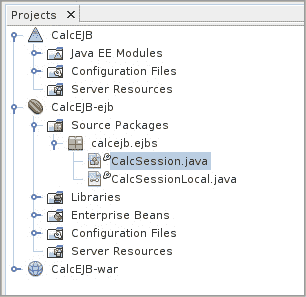 Projects
CalcEJB
Java EE Modules
Configuration Files
Server Resources
CalcEJB-ejb
Source Packages
calcejb.ejbs
CalcSession.java
CalcSessionLocal.java
Libraries
Enterprise Beans
Configuration Files
Server Resources
CalcEJB-war